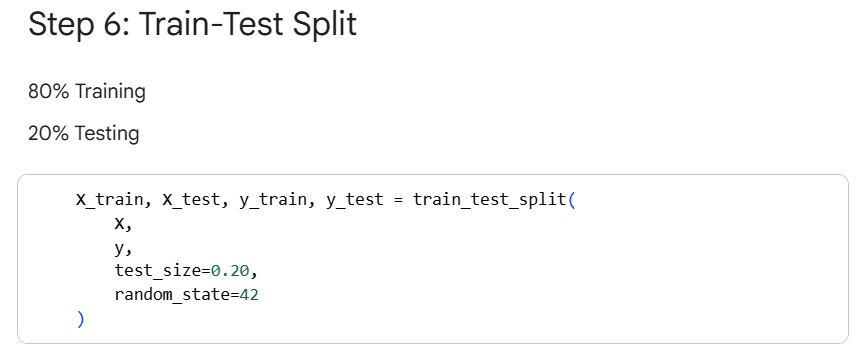 Step 6: Train-Test Split
80% Training
20% Testing
X_train, X_test, y_train, y_test = train_test_split(
X,
y,
test_size=0.20,
random_state=42
)